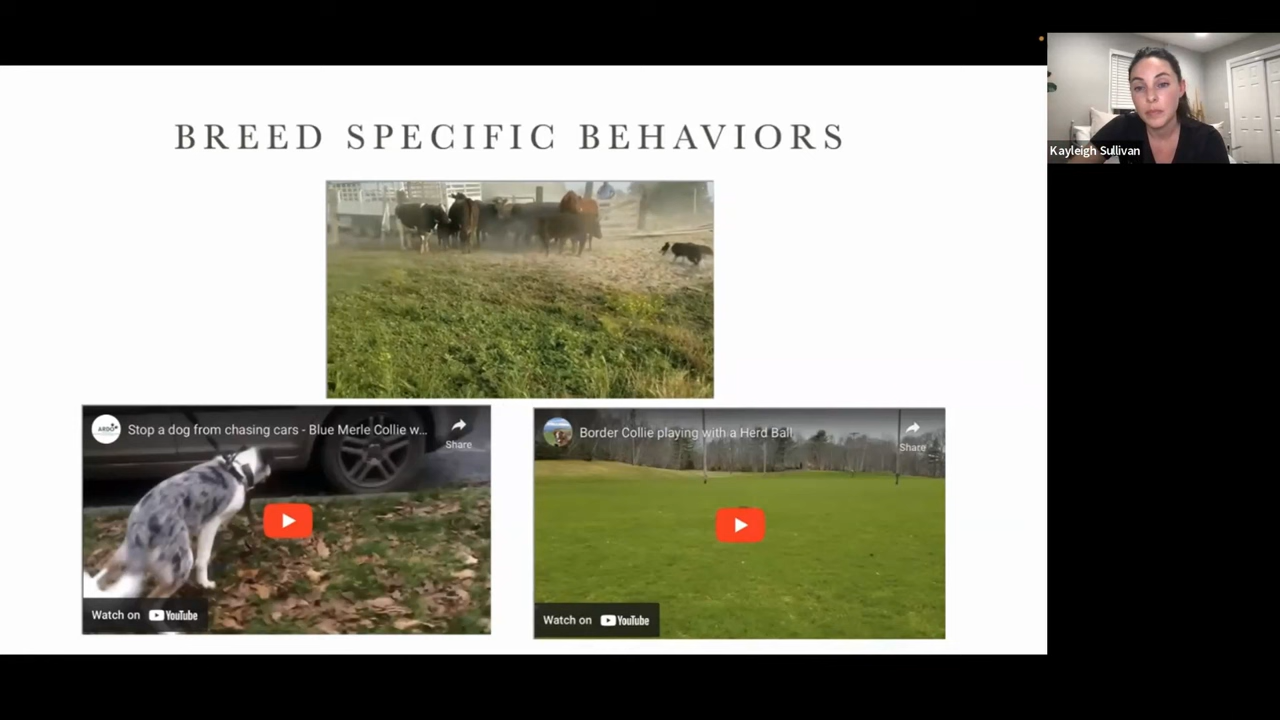 BREED SPECIFIC BEHAVIORS
Kayleigh Sullivan
ARDO
Stop a dog from chasing cars - Blue Merle Collie w...
Share
Watch on YouTube
Border Collie playing with a Herd Ball
Share
Watch on YouTube